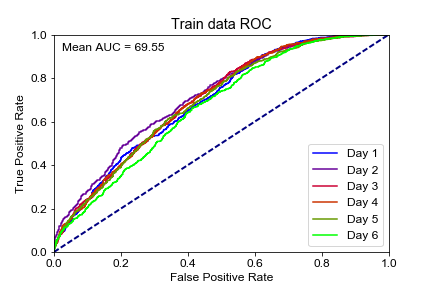 Train data ROC
Mean AUC = 69.55
True Positive Rate
1.0
0.8
0.6
0.4
0.2
0.0
0.0 0.2 0.4 0.6 0.8 1.0
False Positive Rate
Day 1
Day 2
Day 3
Day 4
Day 5
Day 6